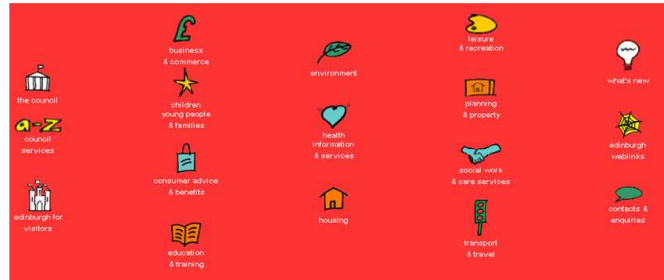 the council
a-z
council
services
edinburgh for
visitors
business
& commerce
children
young people
& families
consumer advice
& benefits
education
& training
environment
health
information
& services
housing
leisure
& recreation
planning
& property
social work
& care services
transport
& travel
what's new
edinburgh
weblinks
contacts &
enquiries